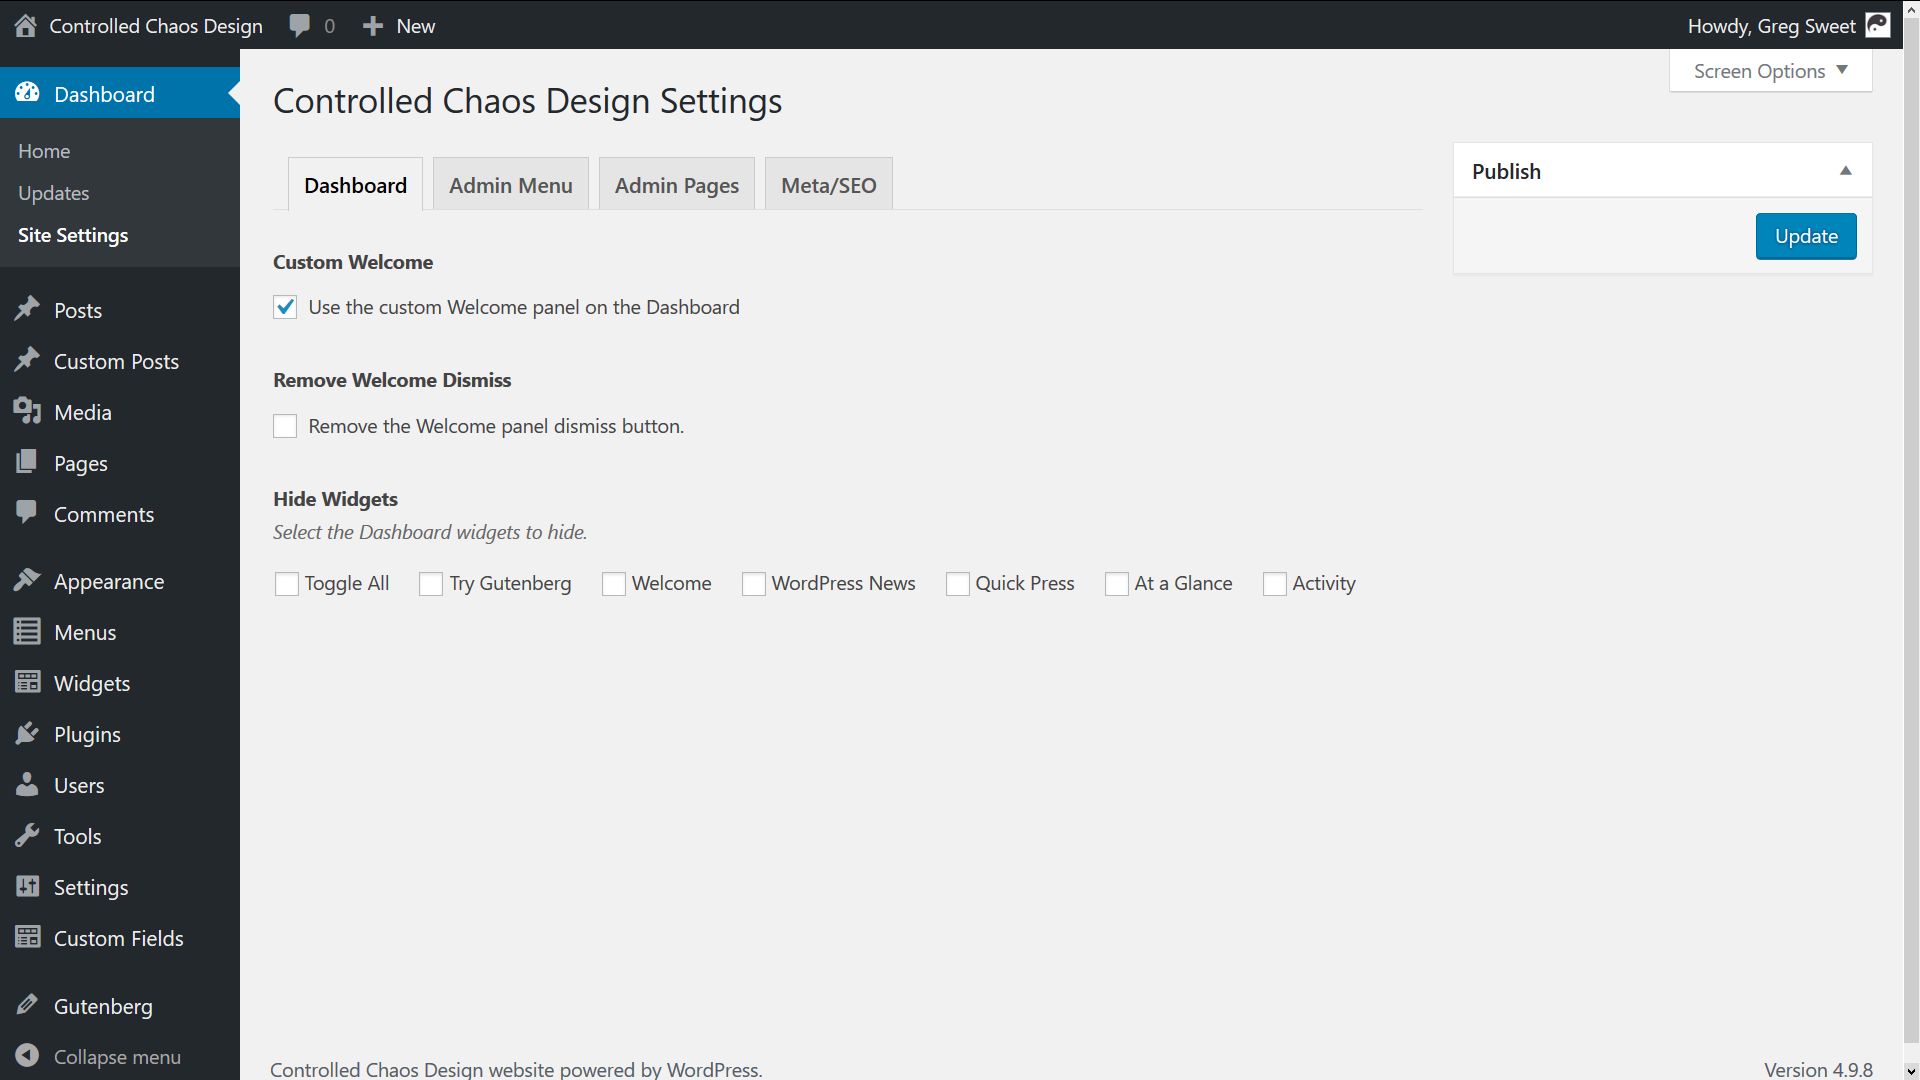 Controlled Chaos Design 0 New Howdy, Greg Sweet
Screen Options
Dashboard
Home
Updates
Site Settings
Posts
Custom Posts
Media
Pages
Comments
Appearance
Menus
Widgets
Plugins
Users
Tools
Settings
Custom Fields
Gutenberg
Collapse menu
Controlled Chaos Design Settings
Dashboard Admin Menu Admin Pages Meta/SEO
Custom Welcome
Use the custom Welcome panel on the Dashboard
Remove Welcome Dismiss
Remove the Welcome panel dismiss button.
Hide Widgets
Select the Dashboard widgets to hide.
Toggle All Try Gutenberg Welcome WordPress News Quick Press At a Glance Activity
Publish
Update
Controlled Chaos Design website powered by WordPress. Version 4.9.8